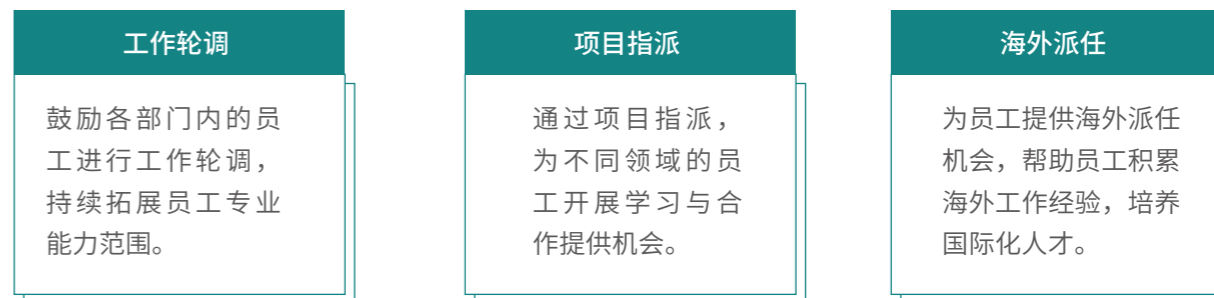 工作轮调
鼓励各部门内的员
工进行工作轮调，
持续拓展员工专业
能力范围。
项目指派
通过项目指派，
为不同领域的员
工开展学习与合
作提供机会。
海外派任
为员工提供海外派任
机会，帮助员工积累
海外工作经验，培养
国际化人才。